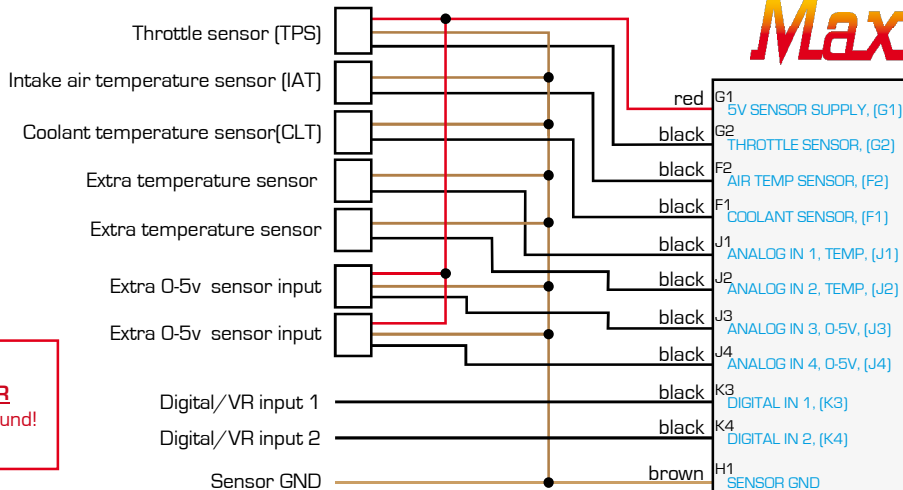 Max
Throttle sensor (TPS)
Intake air temperature sensor (IAT)
Coolant temperature sensor(CLT)
Extra temperature sensor
Extra temperature sensor
Extra 0-5v sensor input
Extra 0-5v sensor input
Digital/VR input 1
Digital/VR input 2
Sensor GND
R
und!
red G1
5V SENSOR SUPPLY, (G1)
black G2
THROTTLE SENSOR, (G2)
black F2
AIR TEMP SENSOR, (F2)
black F1
COOLANT SENSOR, (F1)
black J1
ANALOG IN 1, TEMP, (J1)
black J2
ANALOG IN 2, TEMP, (J2)
black J3
ANALOG IN 3, 0-5V, (J3)
black J4
ANALOG IN 4, 0-5V, (J4)
black K3
DIGITAL IN 1, (K3)
black K4
DIGITAL IN 2, (K4)
brown H1
SENSOR GND